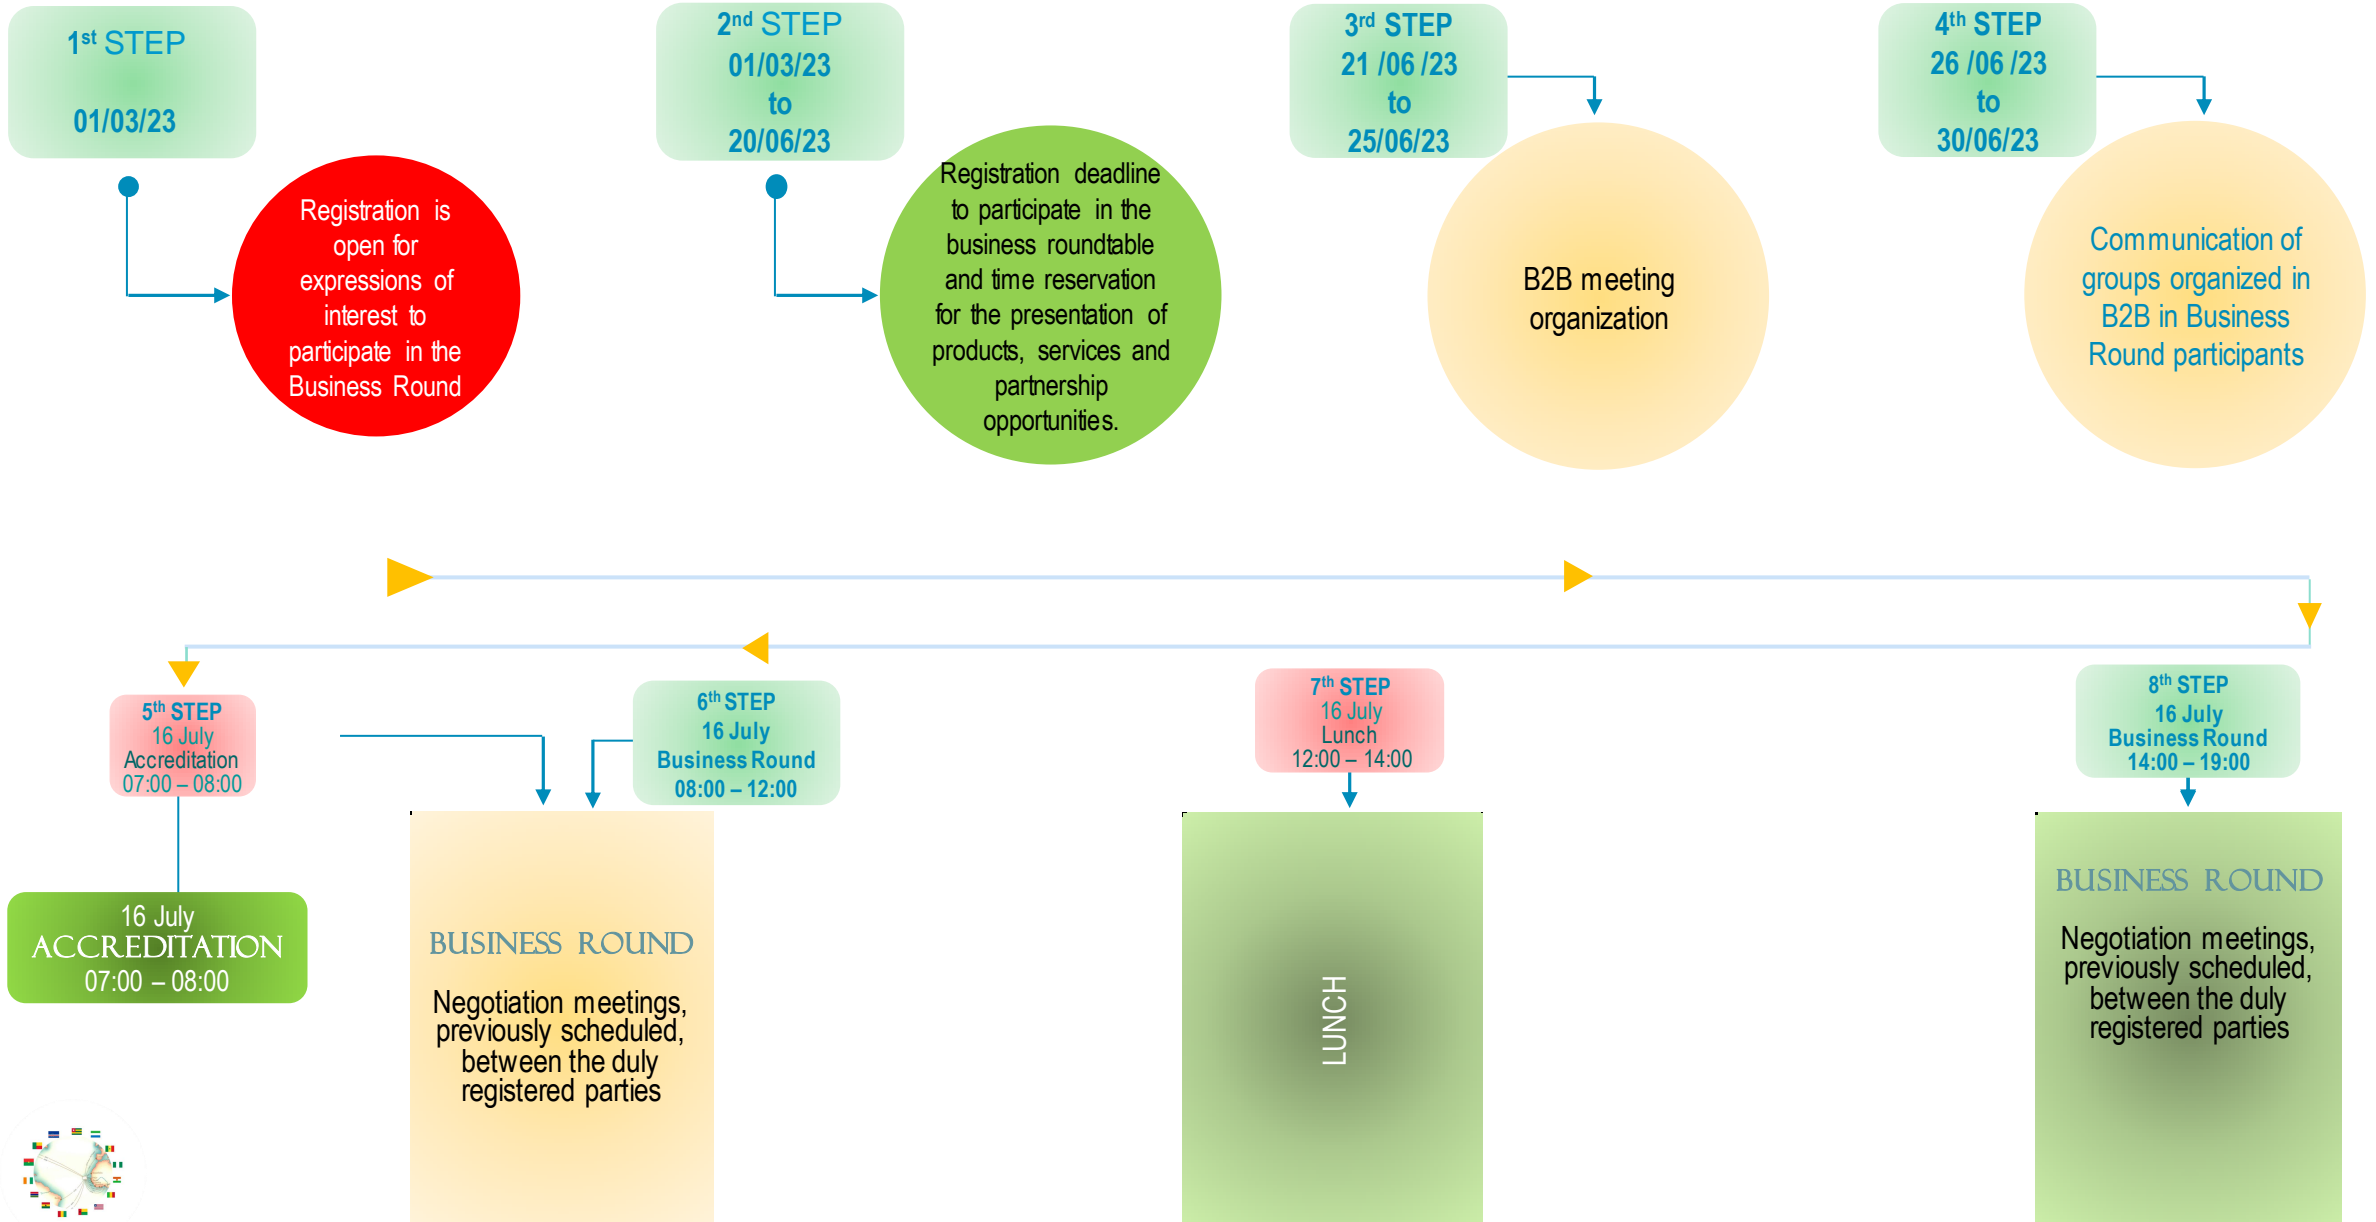 1st STEP
01/03/23
Registration is
open for
expressions of
interest to
participate in the
Business Round
2nd STEP
01/03/23
to
20/06/23
Registration deadline
to participate in the
business roundtable
and time reservation
for the presentation of
products, services and
partnership
opportunities.
3rd STEP
21 /06 /23
to
25/06/23
B2B meeting
organization
4th STEP
26 /06 /23
to
30/06/23
Communication of
groups organized in
B2B in Business
Round participants
5th STEP
16 July
Accreditation
07:00 – 08:00
16 July
ACCREDITATION
07:00 – 08:00
6th STEP
16 July
Business Round
08:00 – 12:00
BUSINESS ROUND
Negotiation meetings,
previously scheduled,
between the duly
registered parties
7th STEP
16 July
Lunch
12:00 – 14:00
LUNCH
8th STEP
16 July
Business Round
14:00 – 19:00
BUSINESS ROUND
Negotiation meetings,
previously scheduled,
between the duly
registered parties